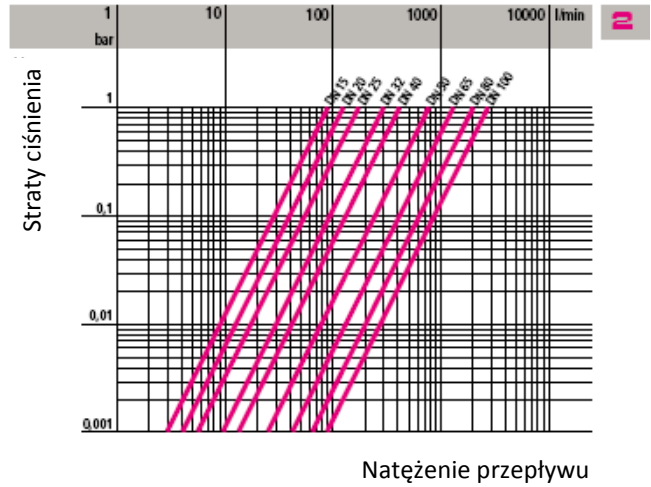 1 10 100 1000 10000 l/min 2
bar
DN 15 DN 20 DN 25 DN 32 DN 40 DN 50 DN 65 DN 80 DN 100
1
0,1
0,01
0,001
Straty ciśnienia
Natężenie przepływu